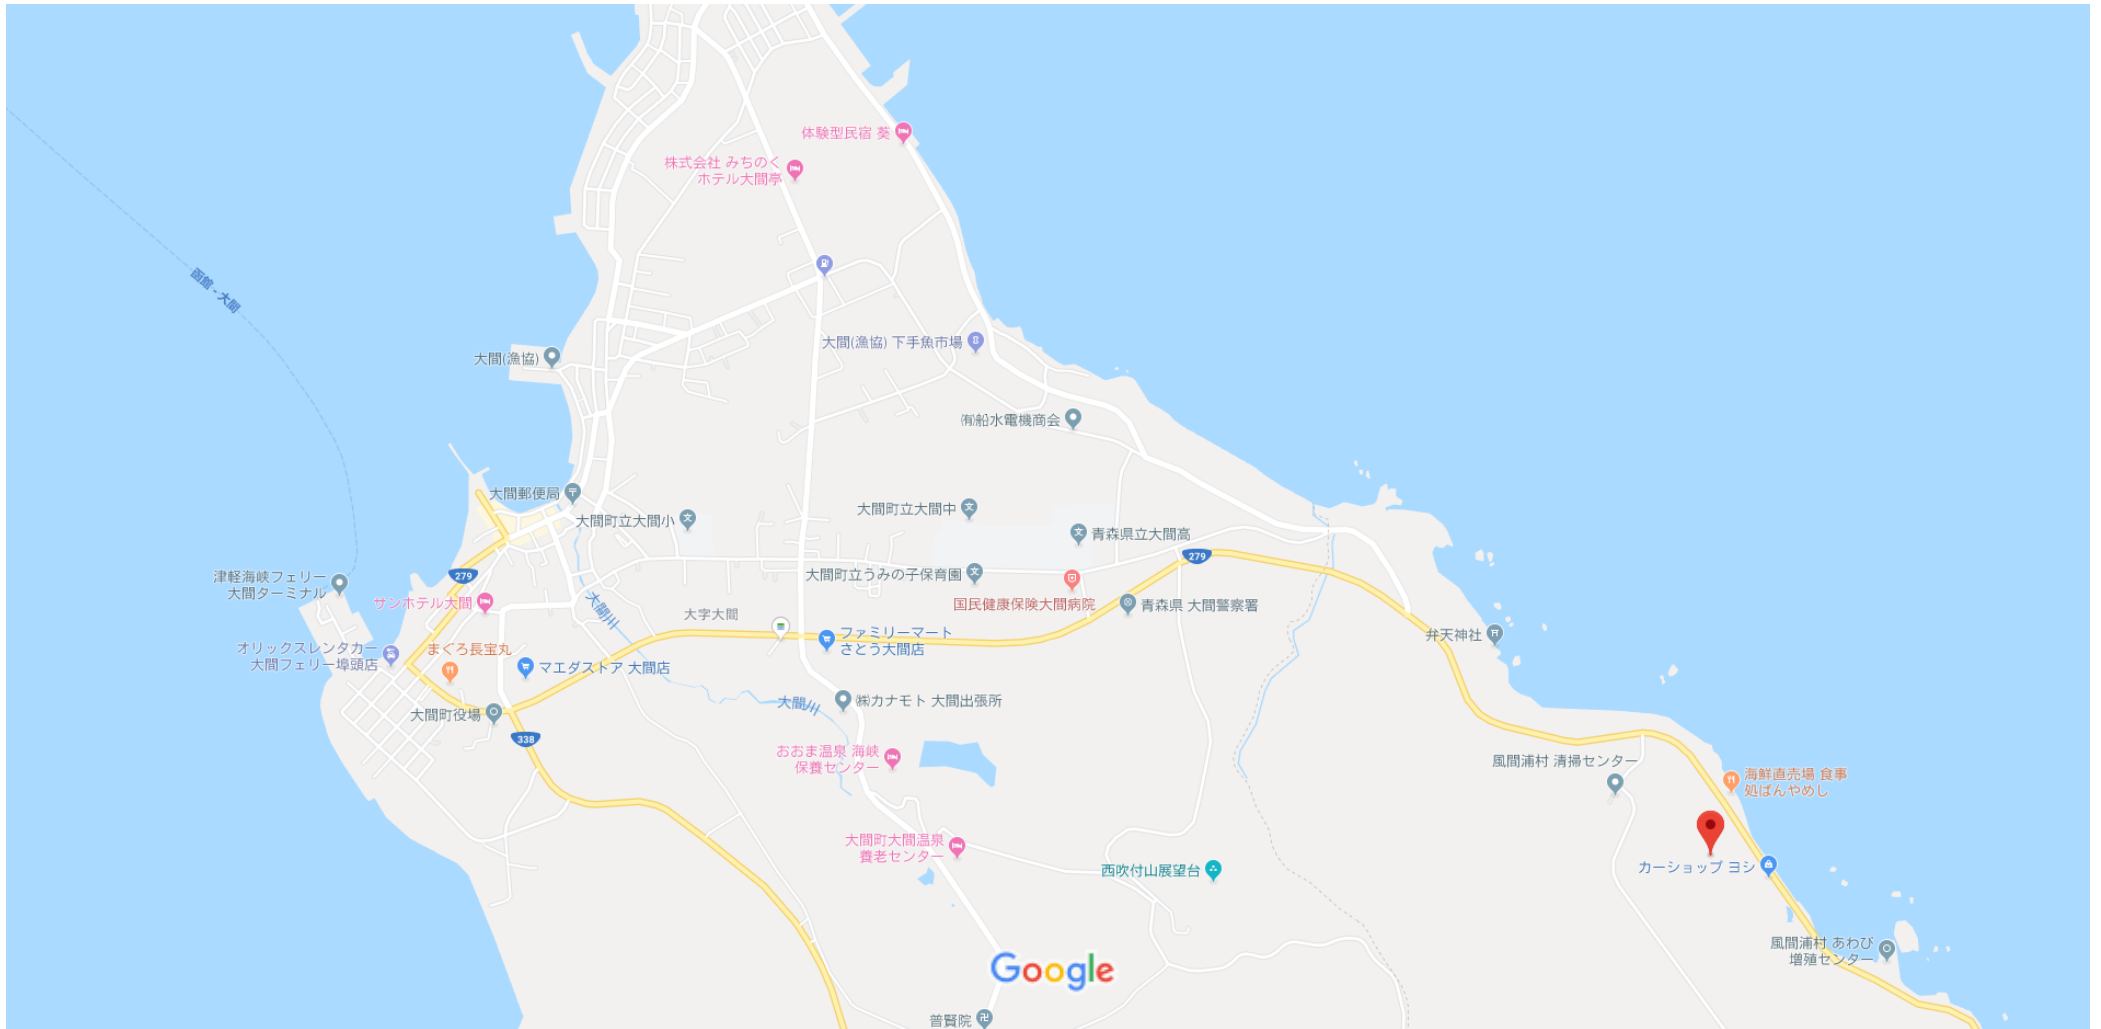 体験型民宿 葵
株式会社 みちのく
ホテル大間亭
函館 - 大間
大間(漁協) 下手魚市場
大間(漁協)
㈲船水電機商会
大間郵便局
大間町立大間小
大間町立大間中
青森県立大間高
279
279
津軽海峡フェリー
大間ターミナル
大間町立うみの子保育園
サンホテル大間
大間川
大字大間
国民健康保険大間病院
青森県 大間警察署
ファミリーマート
さとう大間店
弁天神社
オリックスレンタカー
大間フェリー埠頭店
まぐろ長宝丸
マエダストア 大間店
大間川
㈱カナモト 大間出張所
大間町役場
338
おおま温泉 海峡
保養センター
風間浦村 清掃センター
海鮮直売場 食事
処ばんやめし
大間町大間温泉
養老センター
西吹付山展望台
カーショップ ヨシ
風間浦村 あわび
増殖センター
Google
普賢院